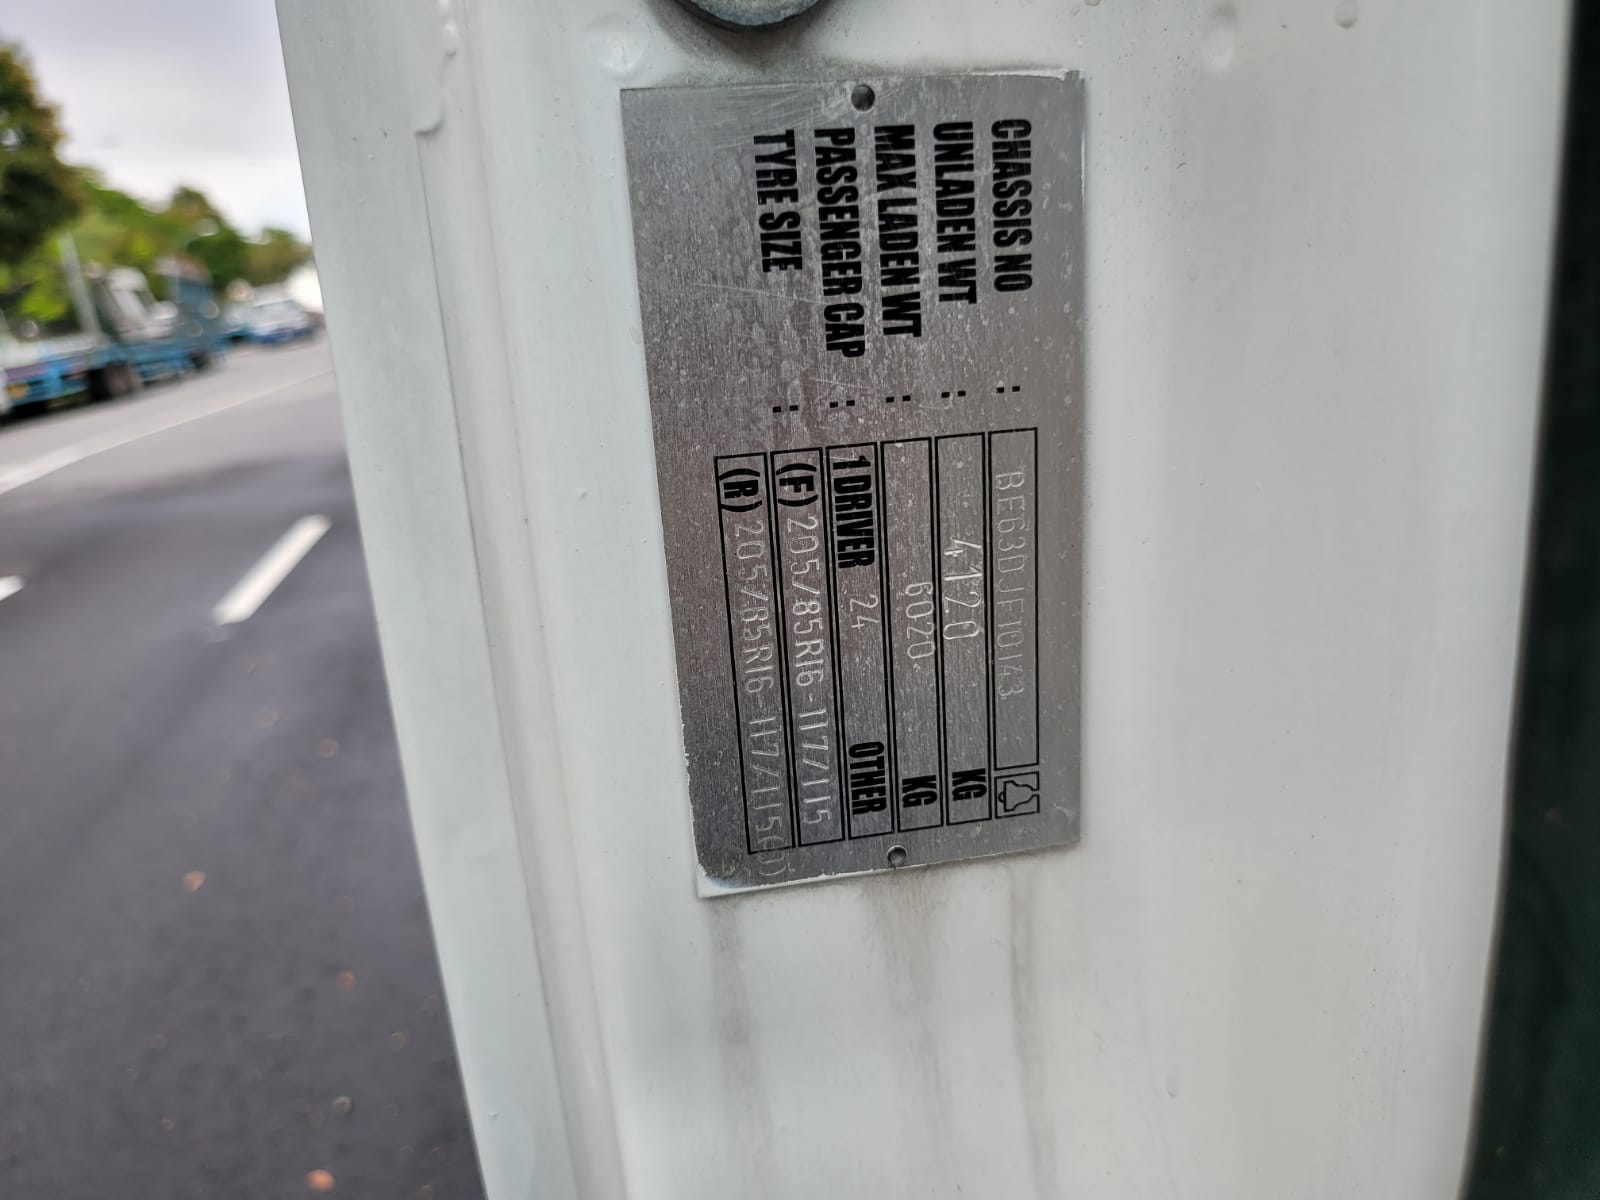 CHASSIS NO : BE63DJF10143
UNLADEN WT : 4120 KG
MAX LADEN WT : 6020 KG
PASSENGER CAP : 1 DRIVER 24 OTHER
TYRE SIZE : (F) 205/85R16-117/115
(R) 205/85R16-117/115(D)